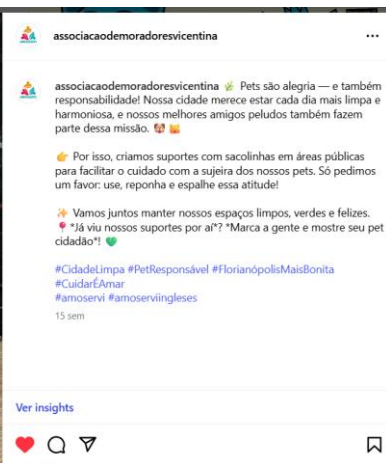 associacaodemoradoresvicentina
associacaodemoradoresvicentina 🌿 Pets são alegria — e também
responsabilidade! Nossa cidade merece estar cada dia mais limpa e
harmoniosa, e nossos melhores amigos peludos também fazem
parte dessa missão. 🐶🐱
👉 Por isso, criamos suportes com sacolinhas em áreas públicas
para facilitar o cuidado com a sujeira dos nossos pets. Só pedimos
um favor: use, reponha e espalhe essa atitude!
✨ Vamos juntos manter nossos espaços limpos, verdes e felizes.
📍 *Já viu nossos suportes por aí*? *Marca a gente e mostre seu pet
cidadão*! 💚
#CidadeLimpa #PetResponsável #FlorianópolisMaisBonita
#CuidarÉAmar
#amoservi #amoserviingleses
15 sem
Ver insights